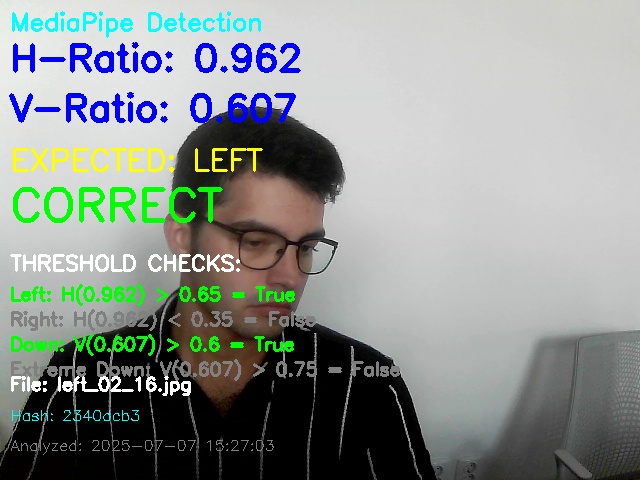 MediaPipe Detection
H-Ratio: 0.962
V-Ratio: 0.607
EXPECTED: LEFT
CORRECT
THRESHOLD CHECKS:
Left: H(0.962) > 0.65 = True
Right: H(0.962) < 0.35 = False
Down: V(0.607) > 0.6 = True
Extreme Down: V(0.607) > 0.75 = False
File: left_02_16.jpg
Hash: 2340dcb3
Analyzed: 2025-07-07 15:27:03